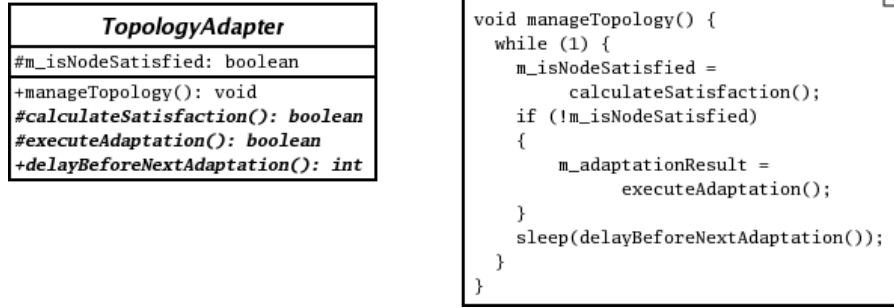 TopologyAdapter
#m_isNodeSatisfied: boolean
+manageTopology(): void
#calculateSatisfaction(): boolean
#executeAdaptation(): boolean
+delayBeforeNextAdaptation(): int
void manageTopology() {
while (1) {
m_isNodeSatisfied =
calculateSatisfaction();
if (!m_isNodeSatisfied)
{
m_adaptationResult =
executeAdaptation();
}
sleep(delayBeforeNextAdaptation());
}
}